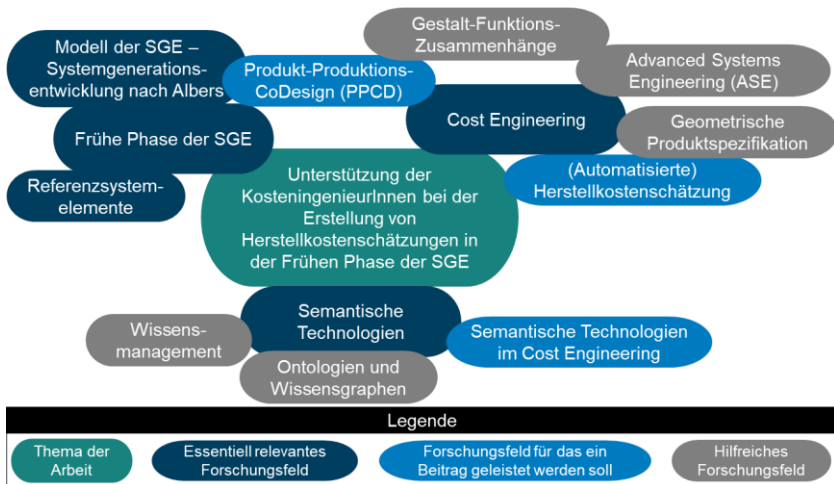 Modell der SGE –
Systemgenerations-
entwicklung nach Albers
Produkt-Produktions-
CoDesign (PPCD)
Gestalt-Funktions-
Zusammenhänge
Advanced Systems
Engineering (ASE)
Frühe Phase der SGE
Cost Engineering
Geometrische
Produktspezifikation
Referenzsystem-
elemente
Unterstützung der
KosteningenieurInnen bei der
Erstellung von
Herstellkostenschätzungen in
der Frühen Phase der SGE
(Automatisierte)
Herstellkostenschätzung
Semantische
Technologien
Wissens-
management
Semantische Technologien
im Cost Engineering
Ontologien und
Wissensgraphen
Legende
Thema der
Arbeit
Essentiell relevantes
Forschungsfeld
Forschungsfeld für das ein
Beitrag geleistet werden soll
Hilfreiches
Forschungsfeld